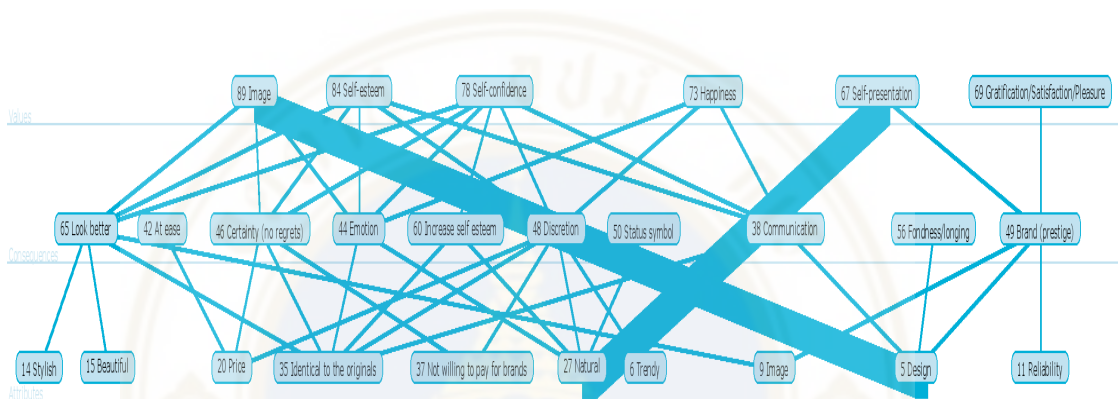 89 Image
84 Self-esteem
78 Self-confidence
73 Happiness
67 Self-presentation
69 Gratification/Satisfaction/Pleasure
Values
65 Look better
42 At ease
46 Certainty (no regrets)
44 Emotion
60 Increase self esteem
48 Discretion
50 Status symbol
38 Communication
56 Fondness/longing
49 Brand (prestige)
Consequences
14 Stylish
15 Beautiful
20 Price
35 Identical to the originals
37 Not willing to pay for brands
27 Natural
6 Trendy
9 Image
5 Design
11 Reliability
Attributes